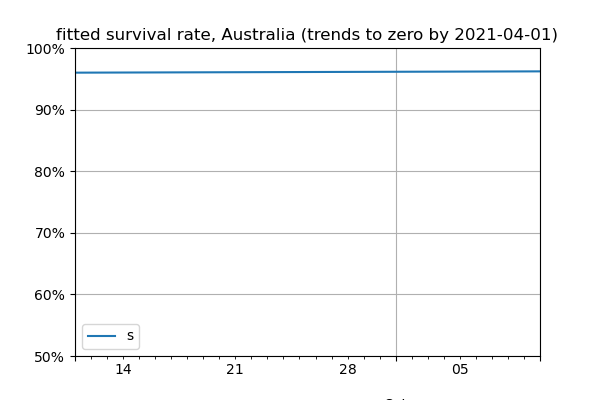 fitted survival rate, Australia (trends to zero by 2021-04-01)
100%
90%
80%
70%
60%
50%
s
14 21 28 05